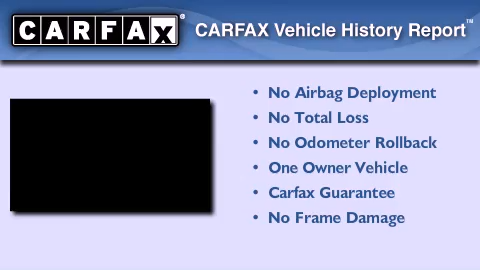 CARFAX® CARFAX Vehicle History Report™
• No Airbag Deployment
• No Total Loss
• No Odometer Rollback
• One Owner Vehicle
• Carfax Guarantee
• No Frame Damage